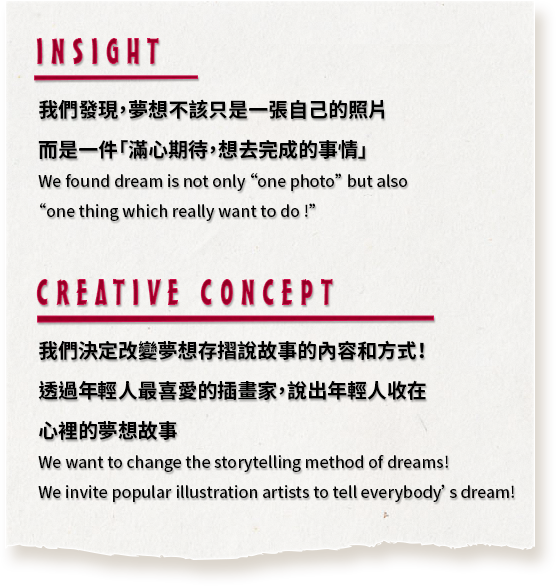 INSIGHT
我們發現，夢想不該只是一張自己的照片
而是一件「滿心期待，想去完成的事情」
We found dream is not only “one photo” but also
“one thing which really want to do !”
CREATIVE CONCEPT
我們決定改變夢想存摺說故事的內容和方式！
透過年輕人最喜愛的插畫家，說出年輕人收在
心裡的夢想故事
We want to change the storytelling method of dreams!
We invite popular illustration artists to tell everybody’ s dream!